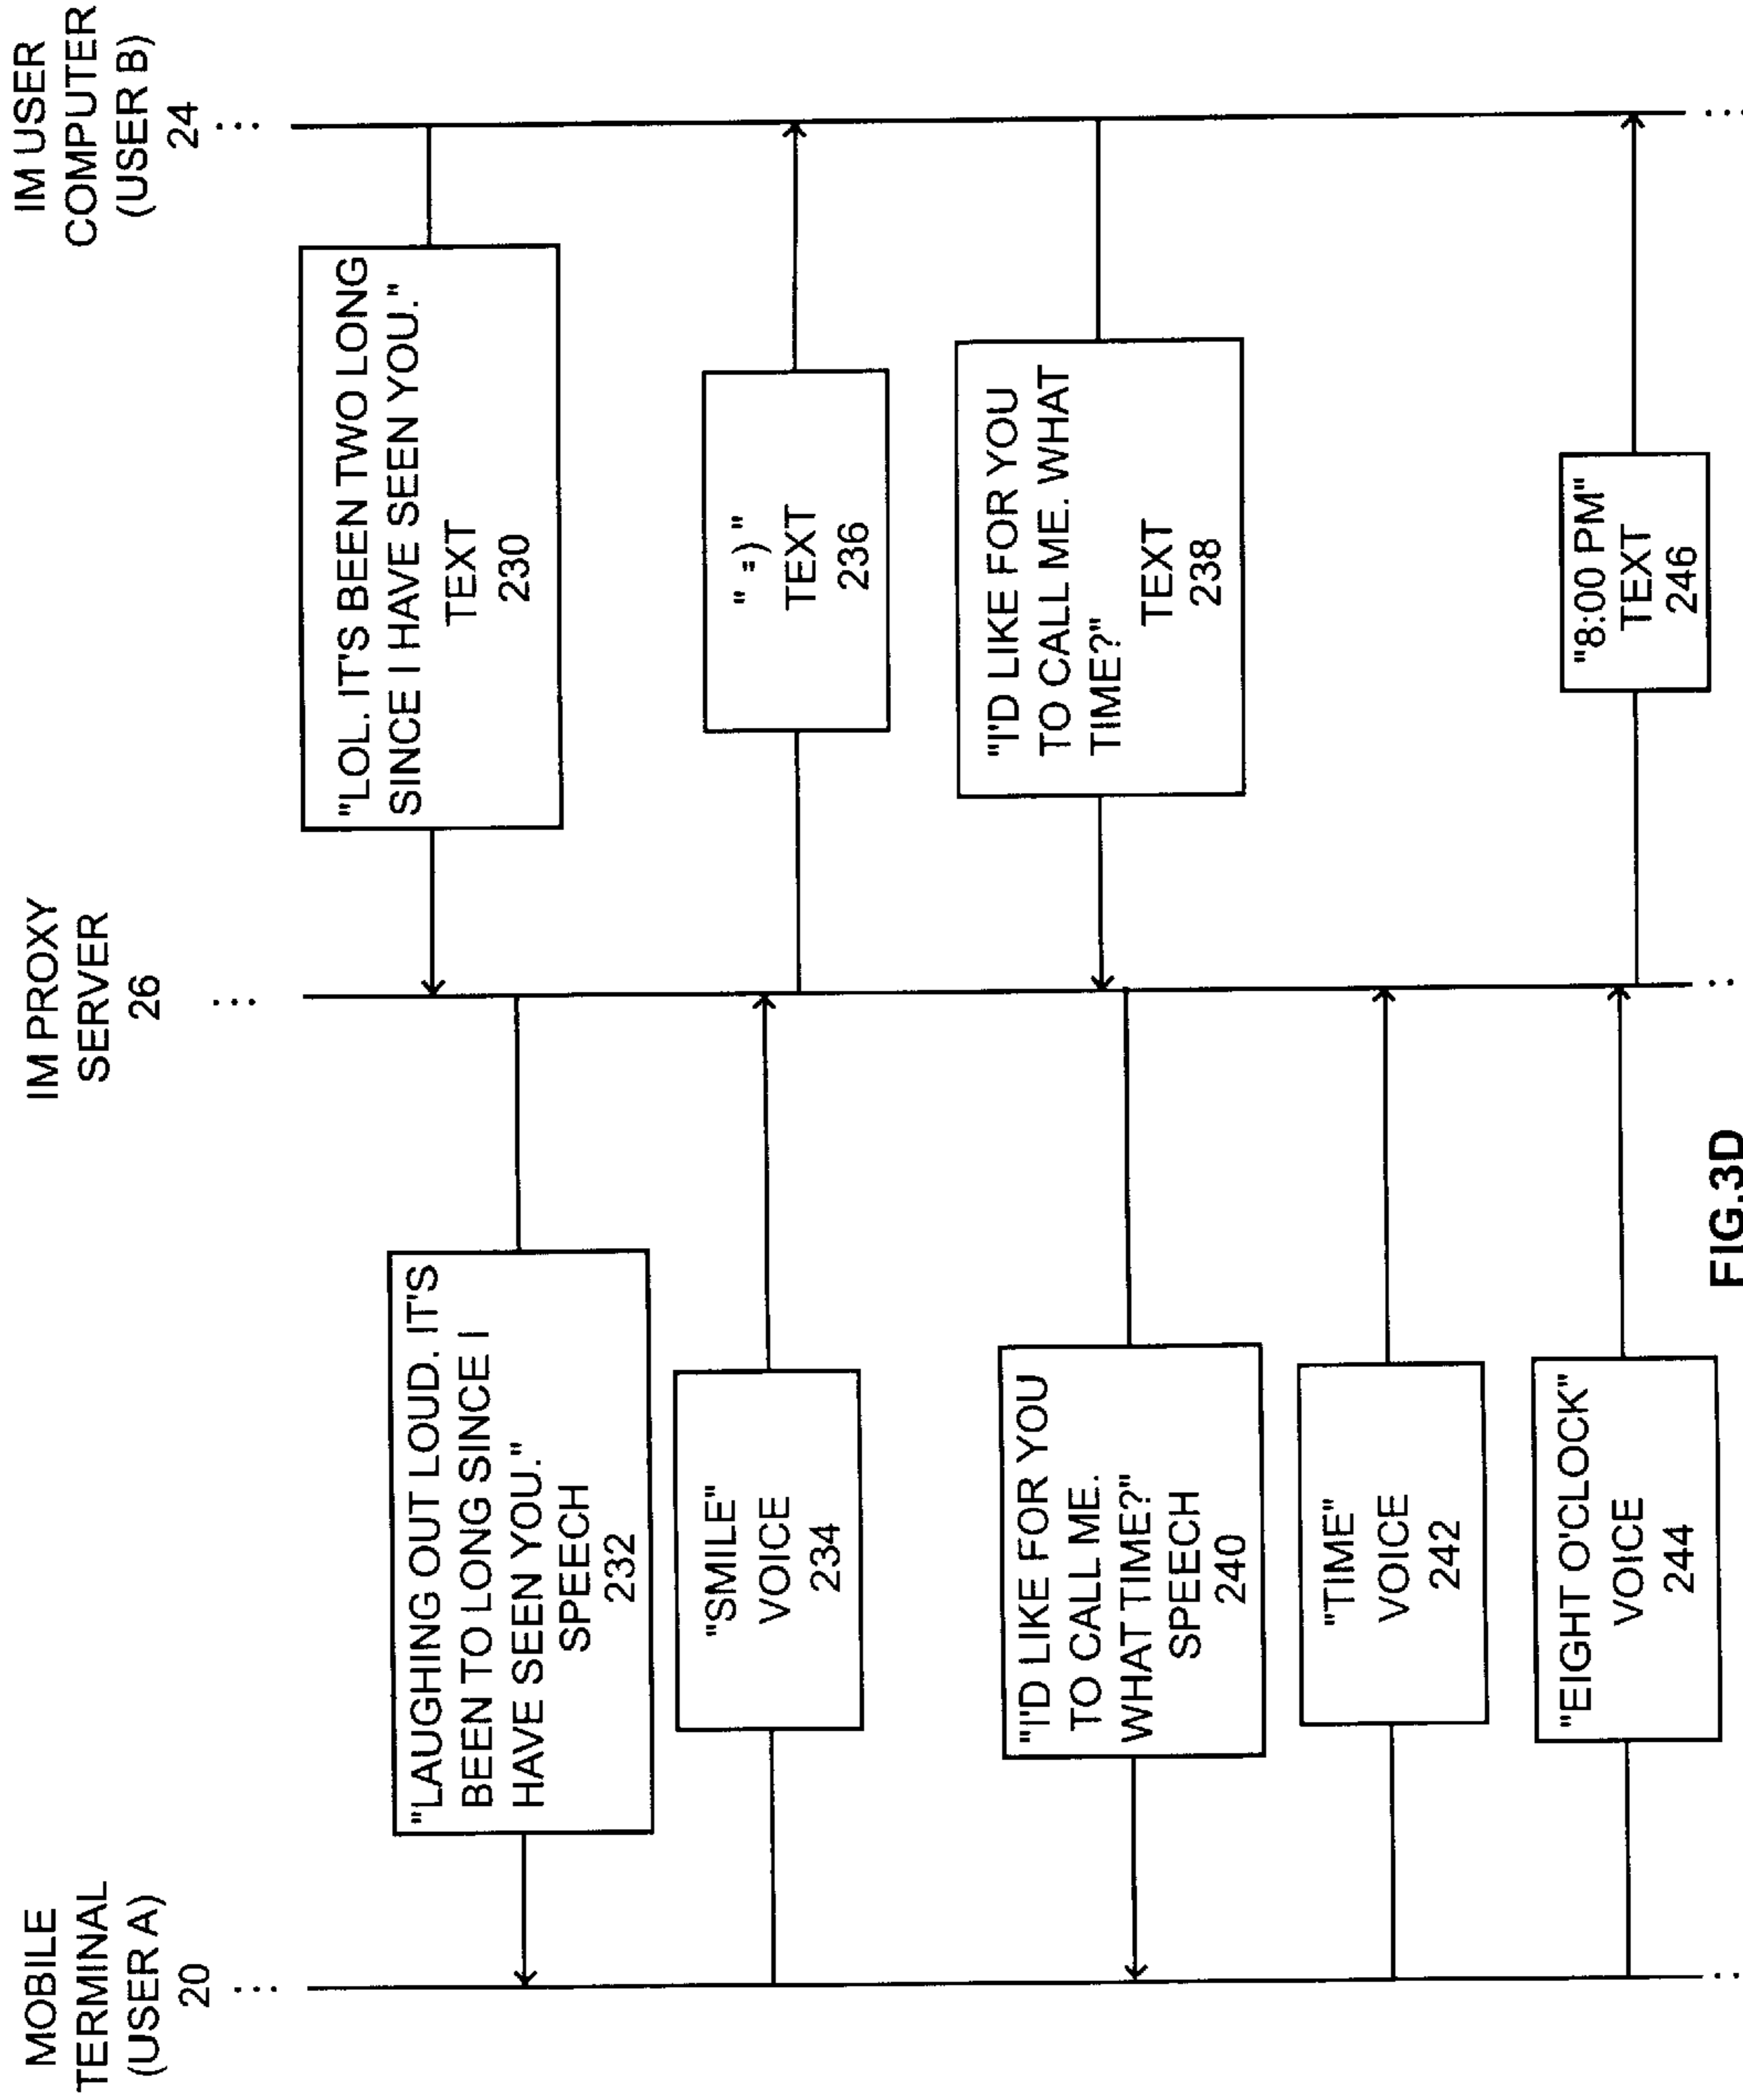 MOBILE
TERMINAL
(USER A)
20
IM PROXY
SERVER
26
IM USER
COMPUTER
(USER B)
24
"LOL. IT'S BEEN TWO LONG
SINCE I HAVE SEEN YOU."
TEXT
230
"LAUGHING OUT LOUD. IT'S
BEEN TO LONG SINCE I
HAVE SEEN YOU."
SPEECH
232
"SMILE"
VOICE
234
" =) "
TEXT
236
"I'D LIKE FOR YOU
TO CALL ME. WHAT
TIME?"
TEXT
238
"I'D LIKE FOR YOU
TO CALL ME.
WHAT TIME?"
SPEECH
240
"TIME"
VOICE
242
"EIGHT O'CLOCK"
VOICE
244
"8:00 PM"
TEXT
246
FIG.3D